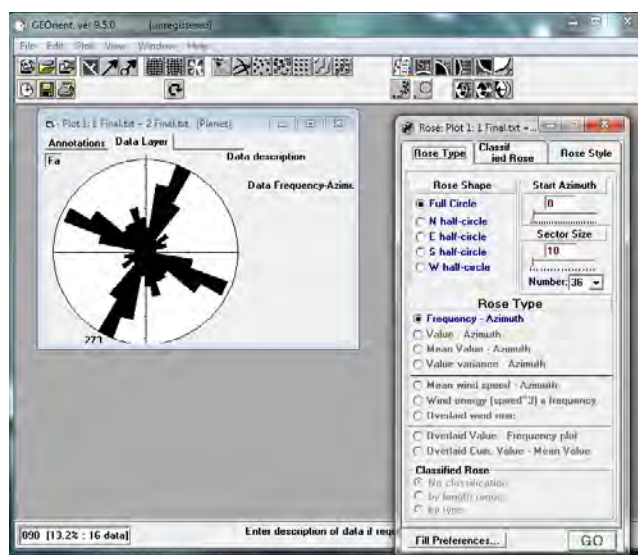 GEOrient, ver 9.5.0 [unregistered]
File Edit Plot View Window Help
Plot 1: 1 Final.txt - 2 Final.txt [Planes]
Annotations Data Layer
Data description
Fa
Data Frequency-Azimu
273
090 [13.2% : 16 data]
Enter description of data if requ
Rose: Plot 1: 1 Final.txt -...
Rose Type
Classif ied Rose
Rose Style
Rose Shape
Full Circle
N half-circle
E half-circle
S half-circle
W half-circle
Start Azimuth
0
Sector Size
10
Number: 36
Rose Type
Frequency - Azimuth
Value - Azimuth
Mean Value - Azimuth
Value variance - Azimuth
Mean wind speed - Azimuth
Wind energy (speed^3) x frequency
Overlaid wind rose
Overlaid Value - Frequency plot
Overlaid Cum. Value - Mean Value
Classified Rose
No classification
by length range
by type
Fill Preferences...
GO